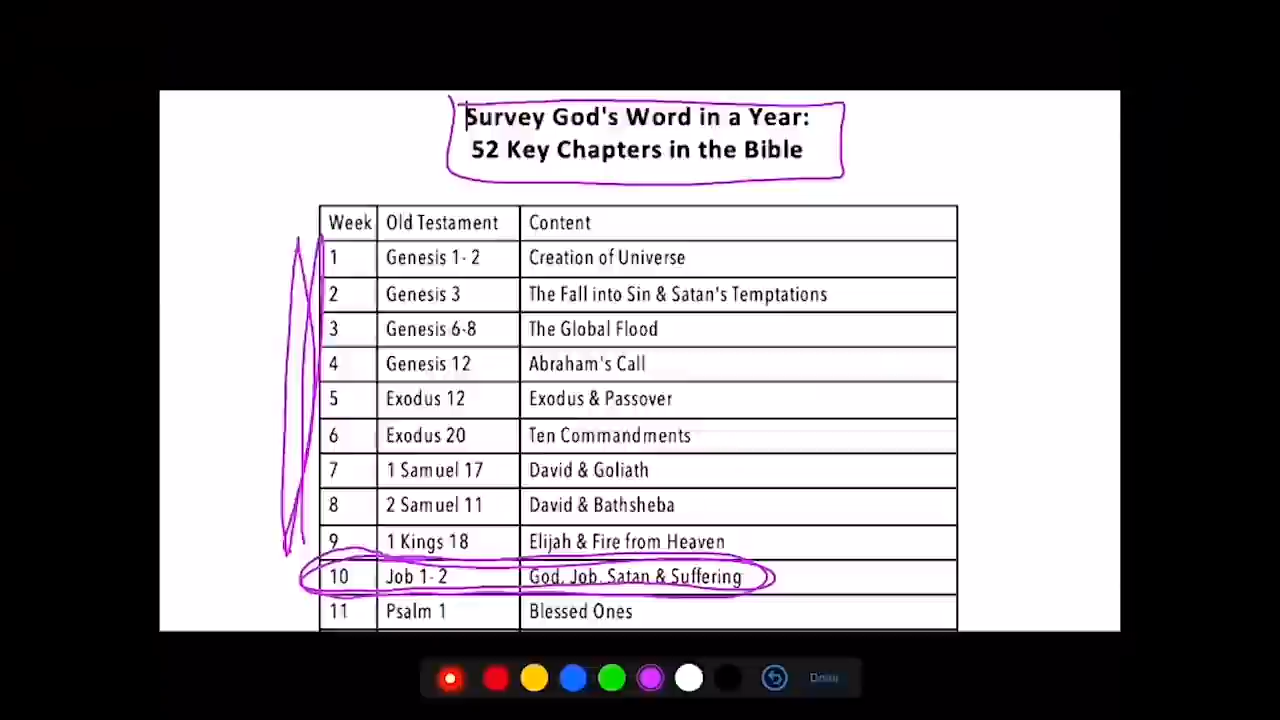 Survey God's Word in a Year:
52 Key Chapters in the Bible
Week Old Testament Content
1 Genesis 1- 2 Creation of Universe
2 Genesis 3 The Fall into Sin & Satan's Temptations
3 Genesis 6-8 The Global Flood
4 Genesis 12 Abraham's Call
5 Exodus 12 Exodus & Passover
6 Exodus 20 Ten Commandments
7 1 Samuel 17 David & Goliath
8 2 Samuel 11 David & Bathsheba
9 1 Kings 18 Elijah & Fire from Heaven
10 Job 1- 2 God, Job, Satan & Suffering
11 Psalm 1 Blessed Ones
Done